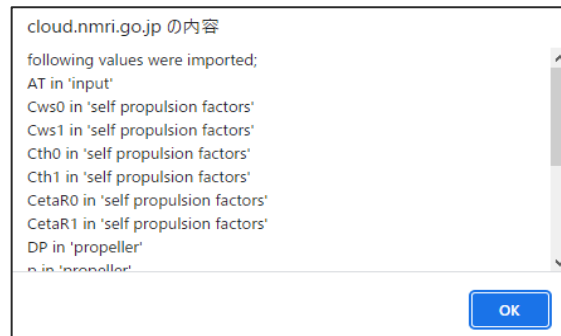 cloud.nmri.go.jp の内容
following values were imported;
AT in 'input'
Cws0 in 'self propulsion factors'
Cws1 in 'self propulsion factors'
Cth0 in 'self propulsion factors'
Cth1 in 'self propulsion factors'
CetaR0 in 'self propulsion factors'
CetaR1 in 'self propulsion factors'
DP in 'propeller'
in 'propeller'
OK